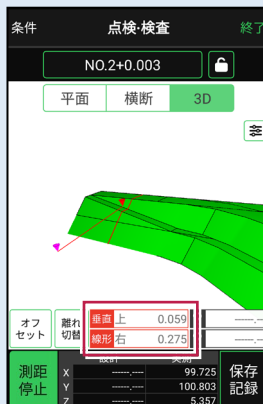 条件 点検·検査 終了
NO.2+0.003
平面 横断 3D
オフセット 離れ切替 垂直 上 0.059 -----.---
線形 右 0.275 -----.---
設計 実測
測距停止 X -----.--- 99.725 保存記録
Y -----.--- 100.803
Z -----.--- 5.357